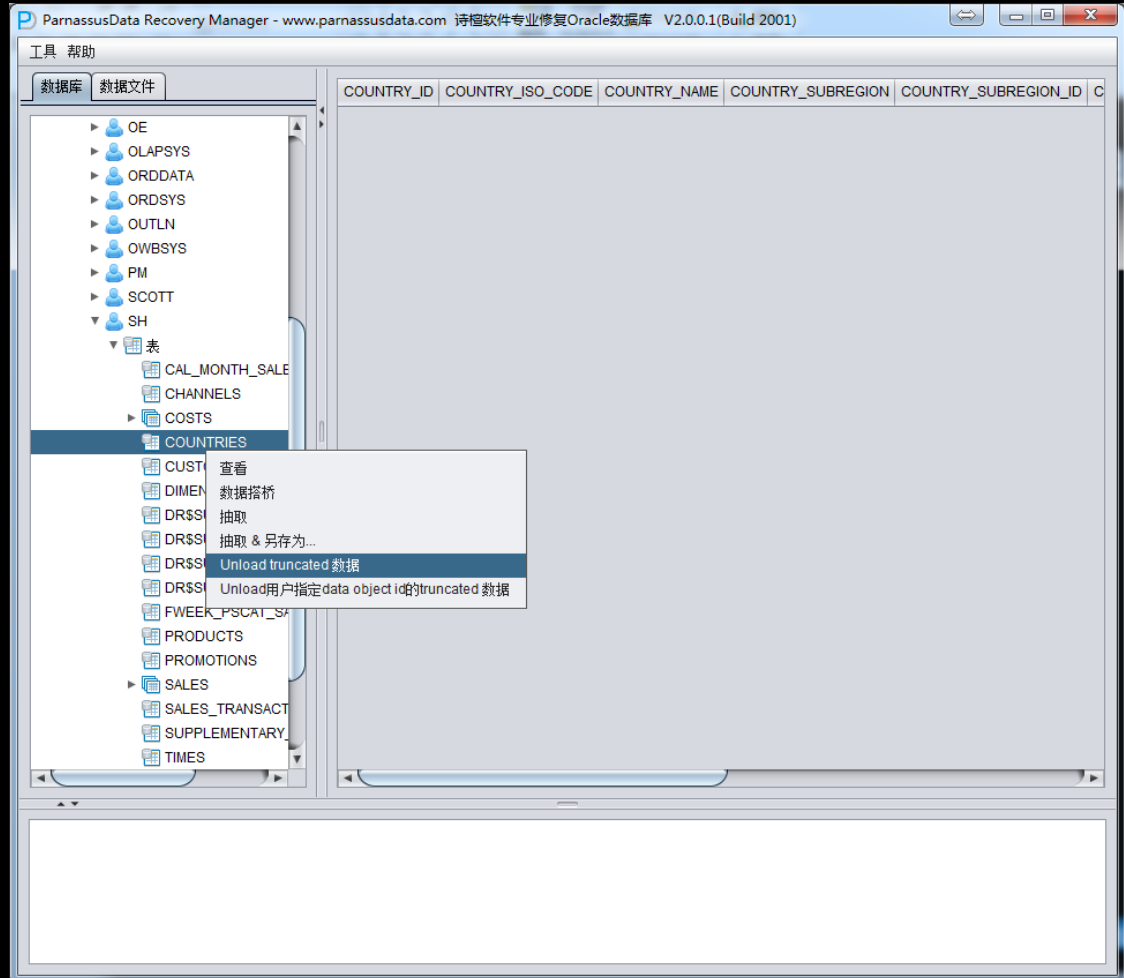 ParnassusData Recovery Manager - www.parnassusdata.com 诗檀软件专业修复Oracle数据库 V2.0.0.1(Build 2001)
工具 帮助
数据库 数据文件
COUNTRY_ID COUNTRY_ISO_CODE COUNTRY_NAME COUNTRY_SUBREGION COUNTRY_SUBREGION_ID C
OE
OLAPSYS
ORDDATA
ORDSYS
OUTLN
OWBSYS
PM
SCOTT
SH
表
CAL_MONTH_SALE
CHANNELS
COSTS
COUNTRIES
CUSTO
DIMEN
DR$SU
DR$SU
DR$SU
DR$SU
FWEEK_PSCAT_SA
PRODUCTS
PROMOTIONS
SALES
SALES_TRANSACT
SUPPLEMENTARY_
TIMES
查看
数据搭桥
抽取
抽取 & 另存为...
Unload truncated 数据
Unload用户指定data object id的truncated 数据